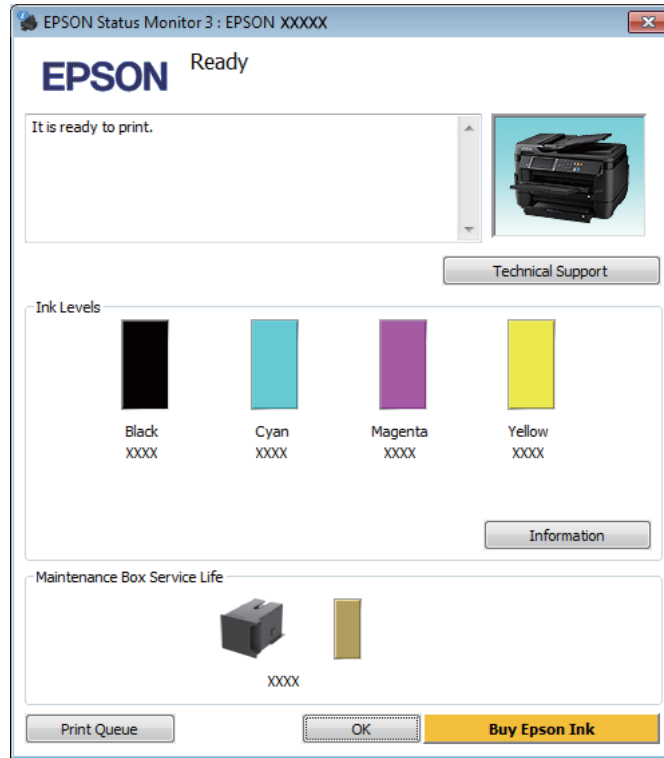 EPSON Status Monitor 3 : EPSON XXXXX
EPSON Ready
It is ready to print.
Technical Support
Ink Levels
Black Cyan Magenta Yellow
XXXX XXXX XXXX XXXX
Information
Maintenance Box Service Life
XXXX
Print Queue OK Buy Epson Ink